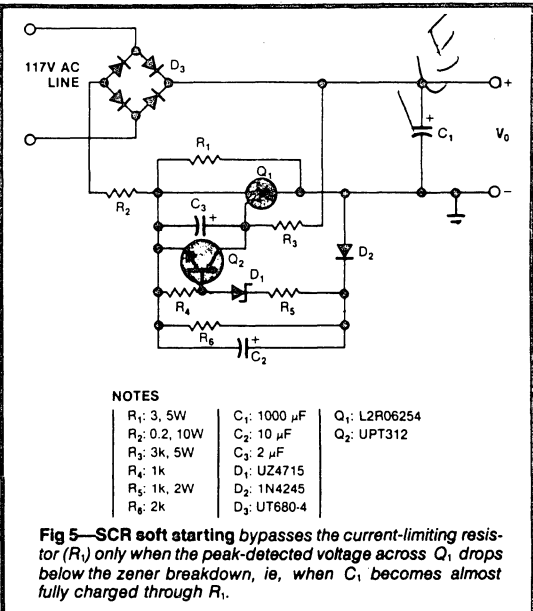 117V AC
LINE
D₃
+
R₁
+
C₁
V₀
Q₁
R₂
C₃
+
R₃
−
Q₂
D₂
D₁
R₄
R₅
R₆
+
C₂
NOTES
R₁: 3, 5W C₁: 1000 μF Q₁: L2R06254
R₂: 0.2, 10W C₂: 10 μF Q₂: UPT312
R₃: 3k, 5W C₃: 2 μF
R₄: 1k D₁: UZ4715
R₅: 1k, 2W D₂: 1N4245
R₆: 2k D₃: UT680-4
Fig 5—SCR soft starting bypasses the current-limiting resis-
tor (R₁) only when the peak-detected voltage across Q₁ drops
below the zener breakdown, ie, when C₁ becomes almost
fully charged through R₁.